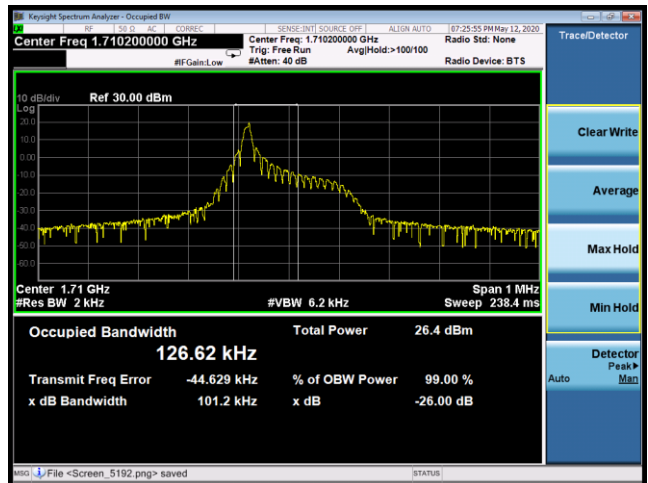 Keysight Spectrum Analyzer - Occupied BW
RF 50 Ω AC CORREC SENSE:INT SOURCE OFF ALIGN AUTO 07:25:55 PM May 12, 2020
Center Freq 1.710200000 GHz Center Freq: 1.710200000 GHz Radio Std: None
Trig: Free Run Avg|Hold:>100/100
#IFGain:Low #Atten: 40 dB Radio Device: BTS
Trace/Detector
10 dB/div Ref 30.00 dBm
Log
20.0
10.0
0.00
-10.0
-20.0
-30.0
-40.0
-50.0
-60.0
Center 1.71 GHz Span 1 MHz
#Res BW 2 kHz #VBW 6.2 kHz Sweep 238.4 ms
Occupied Bandwidth Total Power 26.4 dBm
126.62 kHz
Transmit Freq Error -44.629 kHz % of OBW Power 99.00 %
x dB Bandwidth 101.2 kHz x dB -26.00 dB
Clear Write
Average
Max Hold
Min Hold
Detector
Peak▶
Auto Man
MSG File <Screen_5192.png> saved STATUS